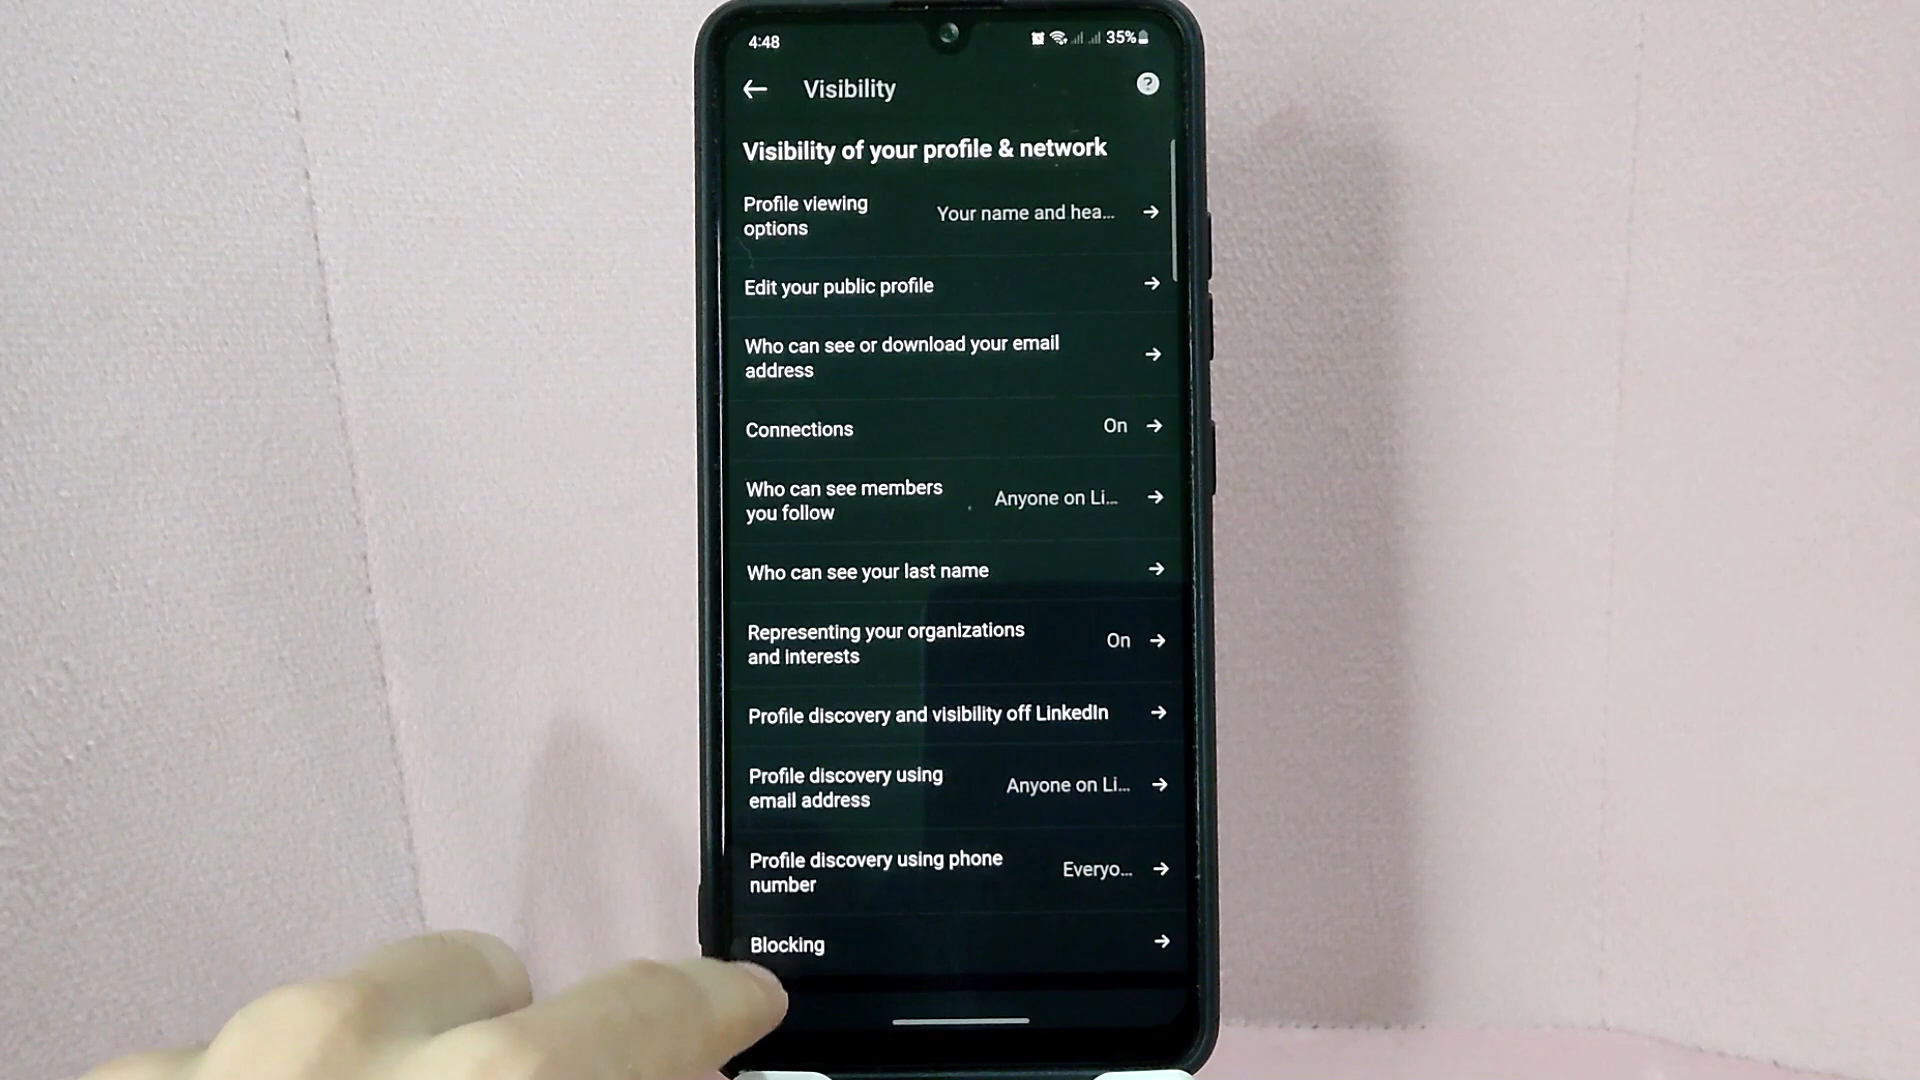 4:48
35%
Visibility
?
Visibility of your profile & network
Profile viewing
options
Your name and hea...
Edit your public profile
Who can see or download your email
address
Connections
On
Who can see members
you follow
Anyone on Li...
Who can see your last name
Representing your organizations
and interests
On
Profile discovery and visibility off LinkedIn
Profile discovery using
email address
Anyone on Li...
Profile discovery using phone
number
Everyo...
Blocking